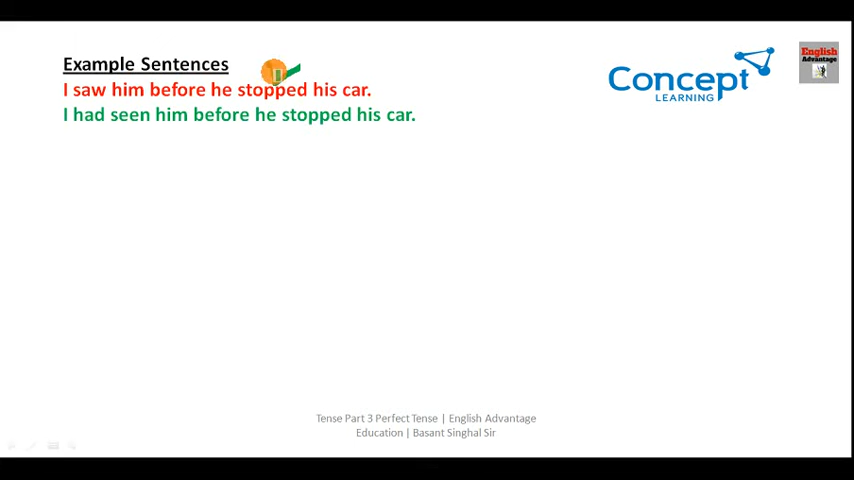 Example Sentences
I saw him before he stopped his car.
I had seen him before he stopped his car.
Concept
LEARNING
English
Advantage
Tense Part 3 Perfect Tense | English Advantage
Education | Basant Singhal Sir